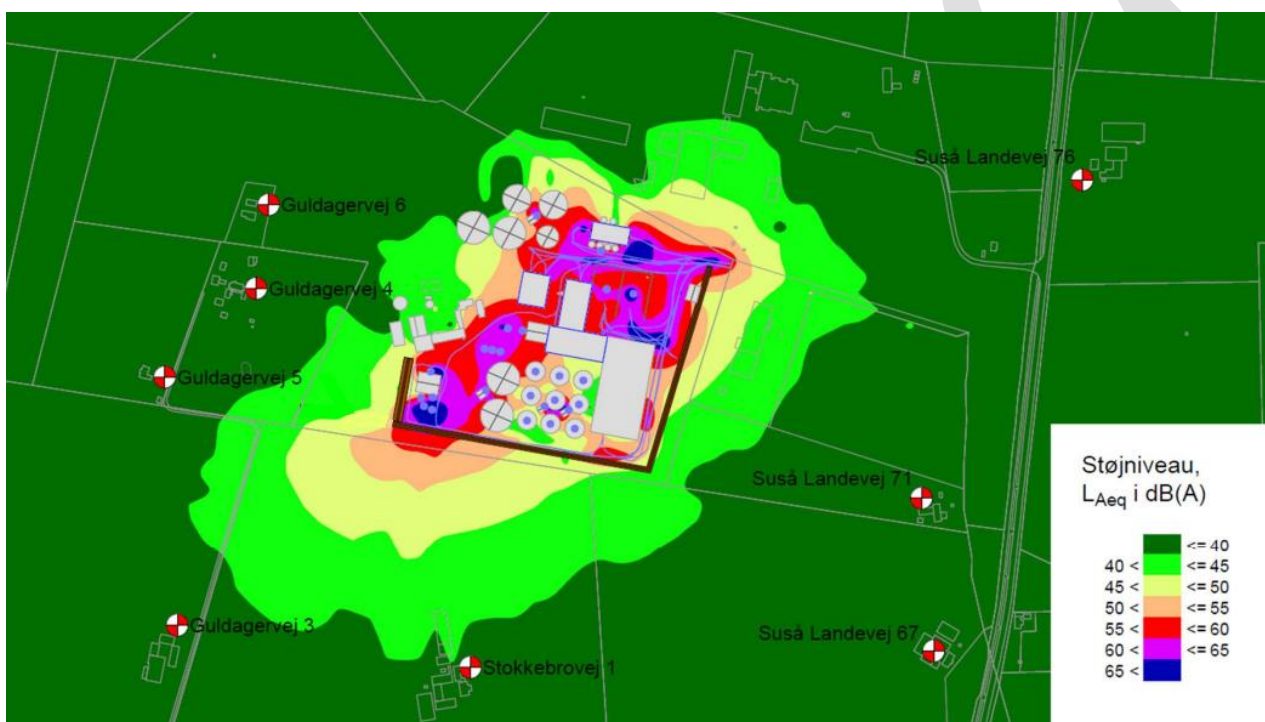 Suså Landevej 76
Guldagervej 6
Guldagervej 4
Guldagervej 5
Suså Landevej 71
Guldagervej 3
Suså Landevej 67
Stokkebrovej 1
Støjniveau,
LAeq i dB(A)
<= 40
40 < <= 45
45 < <= 50
50 < <= 55
55 < <= 60
60 < <= 65
65 <